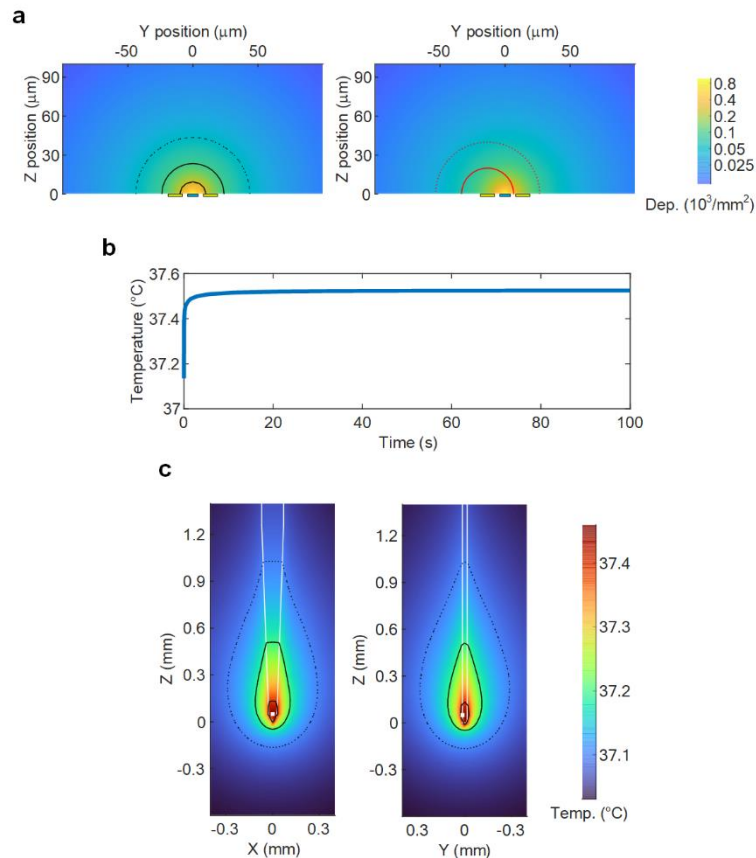 a
Y position (μm)
-50 0 50
Z position (μm)
90
60
30
0
Y position (μm)
-50 0 50
Z position (μm)
90
60
30
0
0.8
0.4
0.2
0.1
0.05
0.025
Dep. (10³/mm²)
b
Temperature (°C)
37.6
37.4
37.2
37
0 20 40 60 80 100
Time (s)
c
Z (mm)
1.2
0.9
0.6
0.3
0
-0.3
-0.3 0 0.3
X (mm)
Z (mm)
1.2
0.9
0.6
0.3
0
-0.3
0.3 0 -0.3
Y (mm)
37.4
37.3
37.2
37.1
Temp. (°C)